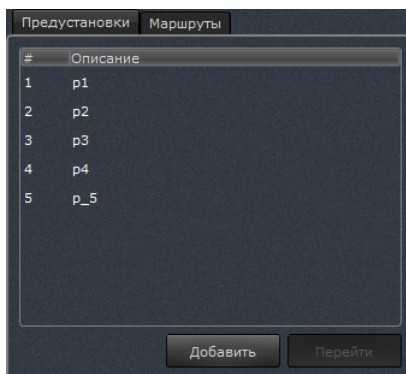 Предустановки Маршруты
# Описание
1 p1
2 p2
3 p3
4 p4
5 p_5
Добавить Перейти